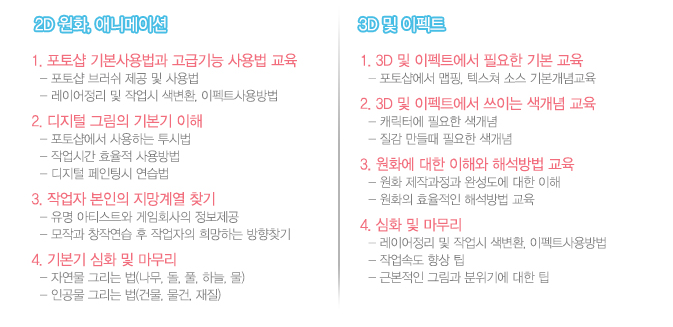 2D 원화, 애니메이션
1. 포토샵 기본사용법과 고급기능 사용법 교육
- 포토샵 브러쉬 제공 및 사용법
- 레이어정리 및 작업시 색변환, 이펙트사용방법
2. 디지털 그림의 기본기 이해
- 포토샵에서 사용하는 투시법
- 작업시간 효율적 사용방법
- 디지털 페인팅시 연습법
3. 작업자 본인의 지망계열 찾기
- 유명 아티스트와 게임회사의 정보제공
- 모작과 창작연습 후 작업자의 희망하는 방향찾기
4. 기본기 심화 및 마무리
- 자연물 그리는 법(나무, 돌, 풀, 하늘, 물)
- 인공물 그리는 법(건물, 물건, 재질)
3D 및 이펙트
1. 3D 및 이펙트에서 필요한 기본 교육
- 포토샵에서 맵핑, 텍스쳐 소스 기본개념교육
2. 3D 및 이펙트에서 쓰이는 색개념 교육
- 캐릭터에 필요한 색개념
- 질감 만들때 필요한 색개념
3. 원화에 대한 이해와 해석방법 교육
- 원화 제작과정과 완성도에 대한 이해
- 원화의 효율적인 해석방법 교육
4. 심화 및 마무리
- 레이어정리 및 작업시 색변환, 이펙트사용방법
- 작업속도 향상 팁
- 근본적인 그림과 분위기에 대한 팁